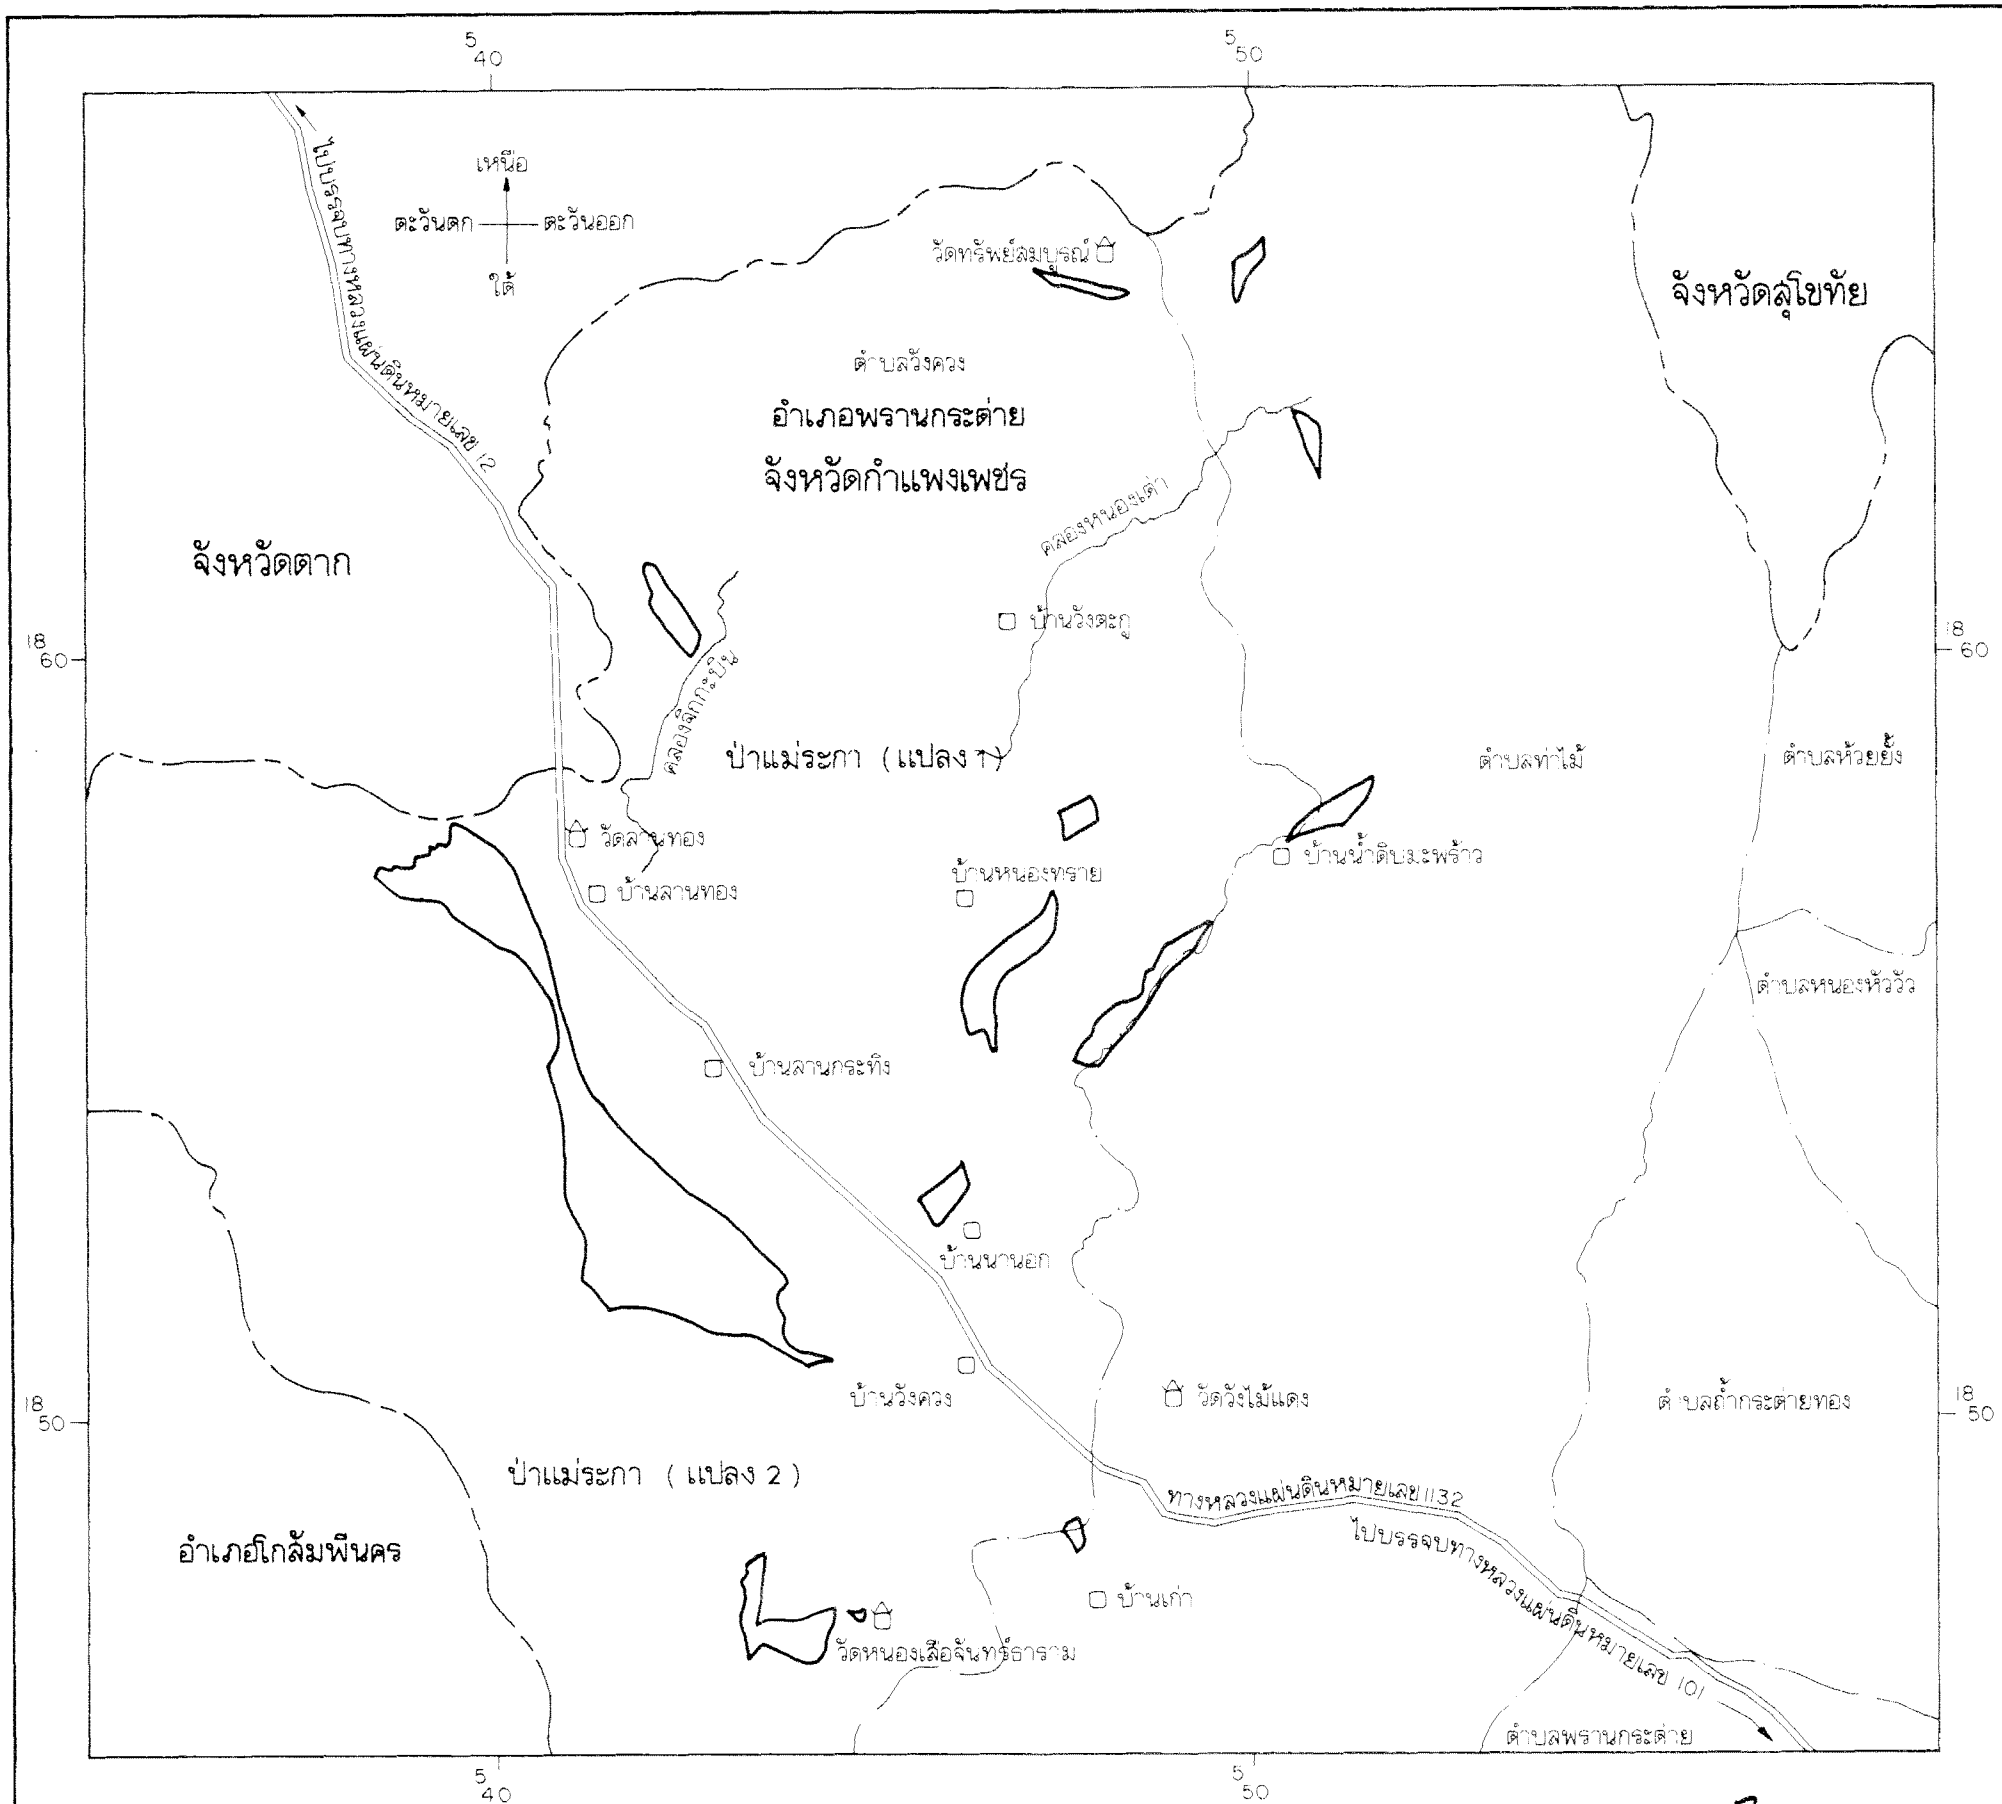 5
40
5
50
ไปบรรจบทางหลวงแผ่นดินหมายเลข 12
เหนือ
ตะวันตก
ตะวันออก
ใต้
วัดทรัพย์สมบูรณ์
จังหวัดสุโขทัย
ตำบลวังควง
อำเภอพรานกระต่าย
จังหวัดกำแพงเพชร
คลองหนองเต่า
จังหวัดตาก
บ้านวังตะกู
18
60
18
60
ป่าแม่ระกา (แปลง 1)
ตำบลท่าไม้
ตำบลห้วยยั้ง
วัดลานทอง
บ้านน้ำดิบมะพร้าว
บ้านหนองทราย
บ้านลานทอง
ตำบลหนองหัววัว
บ้านลานกระทิง
บ้านนานอก
บ้านวังควง
วัดวังไม้แดง
ตำบลถ้ำกระต่ายทอง
18
50
18
50
ป่าแม่ระกา (แปลง 2)
ทางหลวงแผ่นดินหมายเลข 1132
ไปบรรจบทางหลวงแผ่นดินหมายเลข 101
อำเภอโกสัมพีนคร
บ้านเก่า
วัดหนองเสือจันทร์ธาราม
ตำบลพรานกระต่าย
5
40
5
50